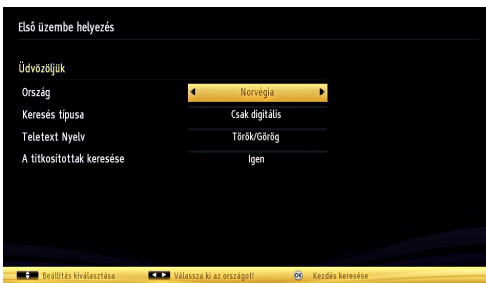 Első üzembe helyezés
Üdvözöljük
Ország Norvégia
Keresés típusa Csak digitális
Teletext Nyelv Török/Görög
A titkosítottak keresése Igen
Beállítás kiválasztása Válassza ki az országot! OK Kezdés keresése